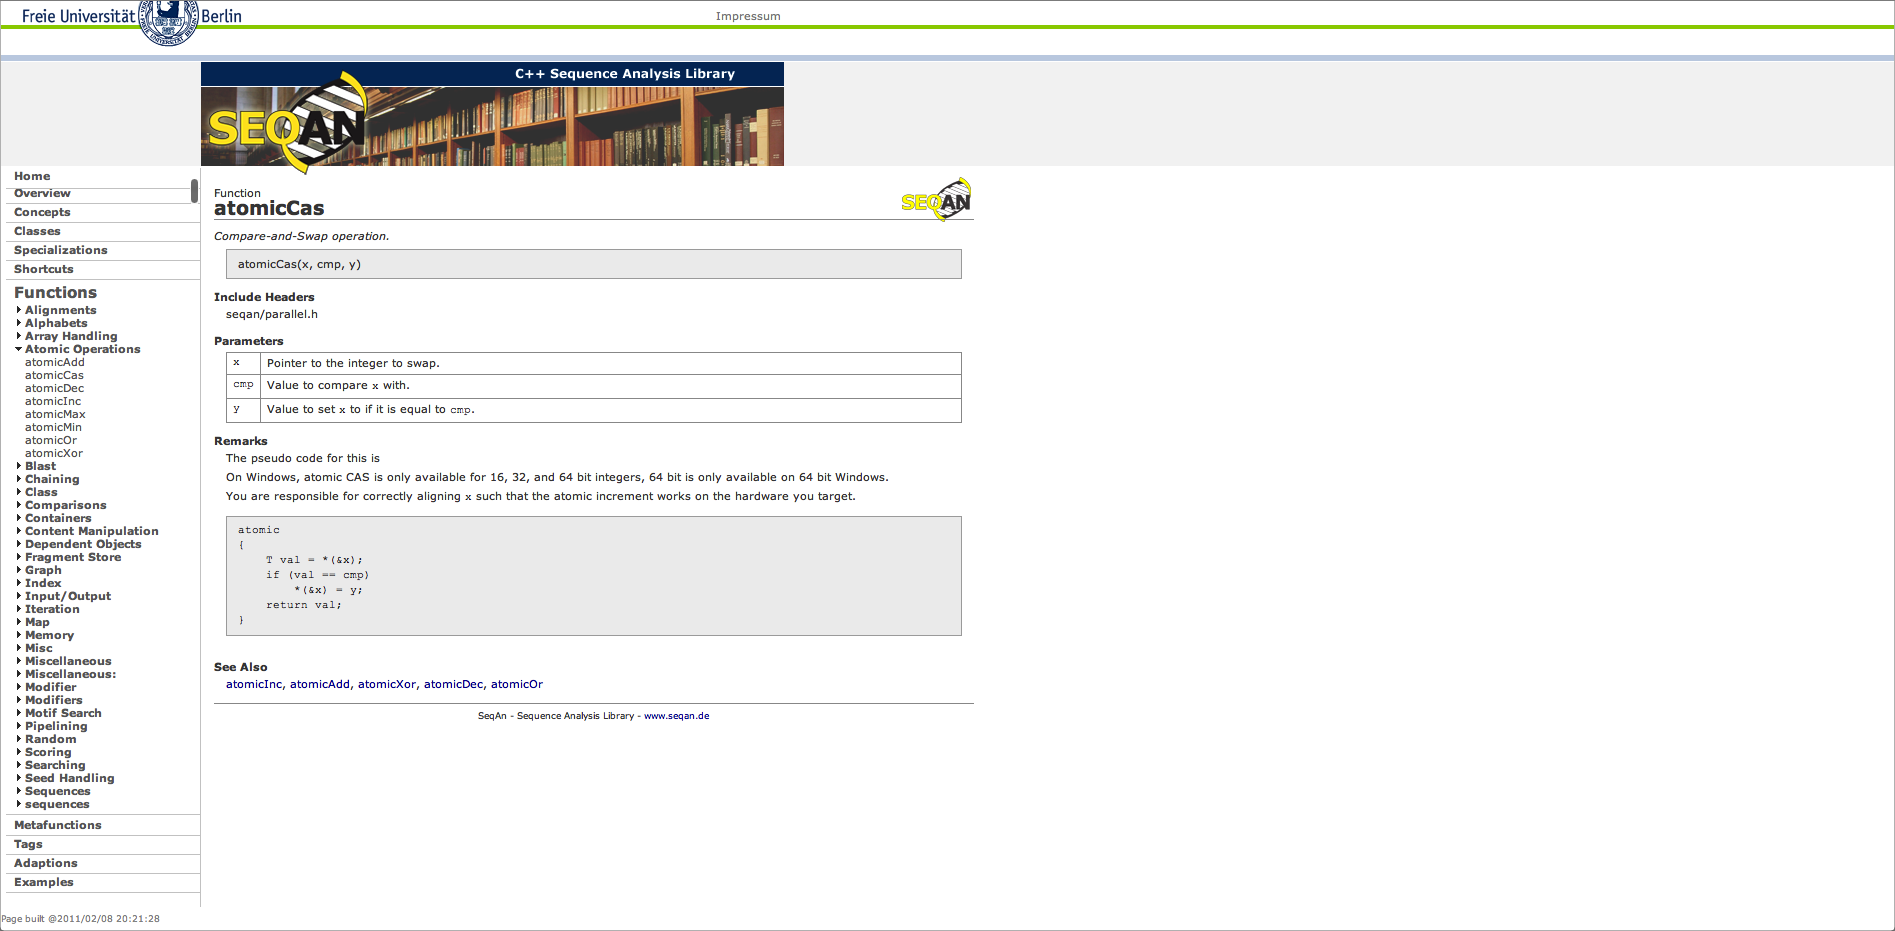 Freie Universität Berlin
Impressum
C++ Sequence Analysis Library
SEQAN
Home
Overview
Concepts
Classes
Specializations
Shortcuts
Functions
Alignments
Alphabets
Array Handling
Atomic Operations
atomicAdd
atomicCas
atomicDec
atomicInc
atomicMax
atomicMin
atomicOr
atomicXor
Blast
Chaining
Class
Comparisons
Containers
Content Manipulation
Dependent Objects
Fragment Store
Graph
Index
Input/Output
Iteration
Map
Memory
Misc
Miscellaneous
Miscellaneous:
Modifier
Modifiers
Motif Search
Pipelining
Random
Scoring
Searching
Seed Handling
Sequences
sequences
Metafunctions
Tags
Adaptions
Examples
Page built @2011/02/08 20:21:28
Function
atomicCas
SEQAN
Compare-and-Swap operation.
atomicCas(x, cmp, y)
Include Headers
seqan/parallel.h
Parameters
x Pointer to the integer to swap.
cmp Value to compare x with.
y Value to set x to if it is equal to cmp.
Remarks
The pseudo code for this is
On Windows, atomic CAS is only available for 16, 32, and 64 bit integers, 64 bit is only available on 64 bit Windows.
You are responsible for correctly aligning x such that the atomic increment works on the hardware you target.
atomic
{
    T val = *(&x);
    if (val == cmp)
        *(&x) = y;
    return val;
}
See Also
atomicInc, atomicAdd, atomicXor, atomicDec, atomicOr
SeqAn - Sequence Analysis Library - www.seqan.de